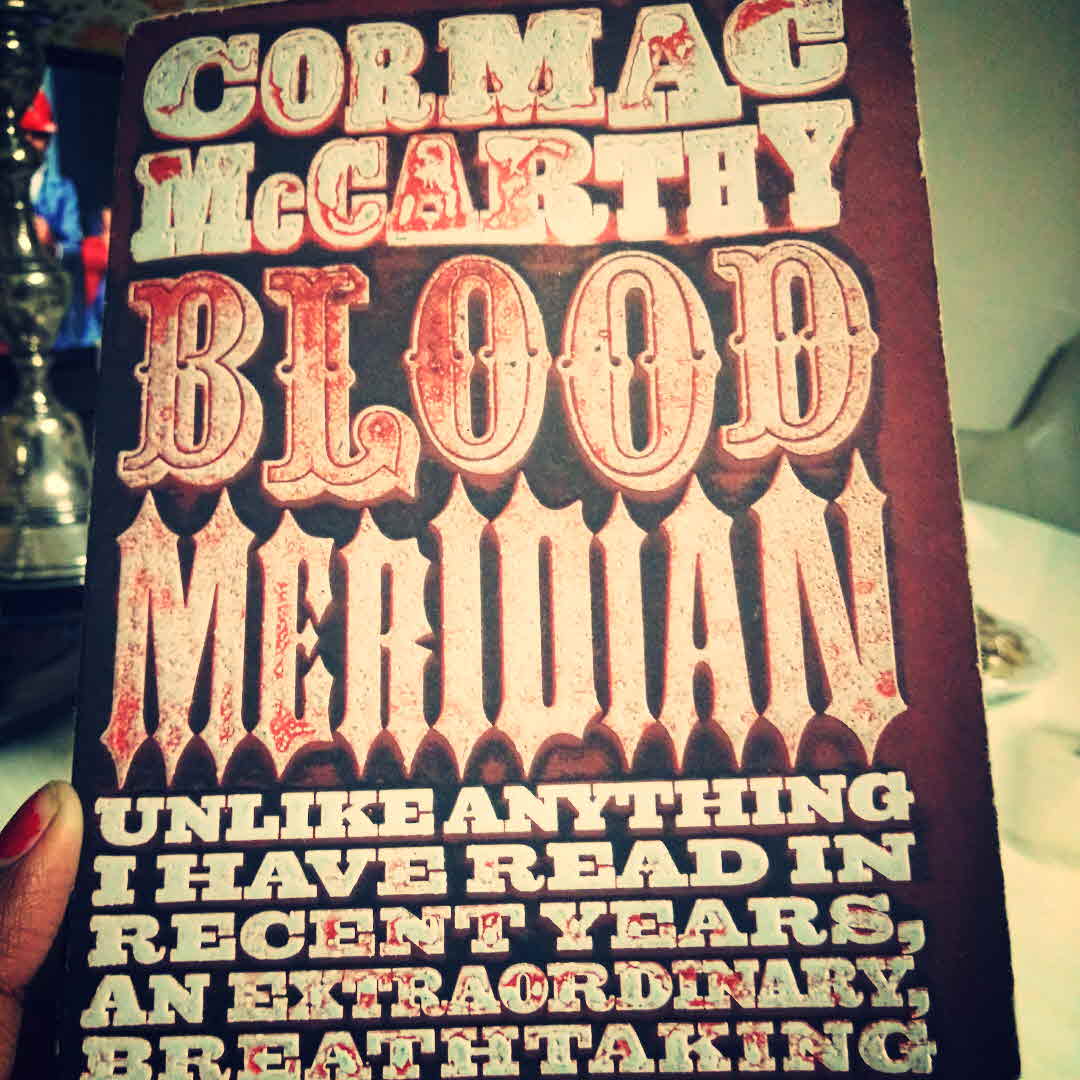 CORMAC
McCARTHY
BLOOD
MERIDIAN
UNLIKE ANYTHING
I HAVE READ IN
RECENT YEARS,
AN EXTRAORDINARY,
BREATHTAKING